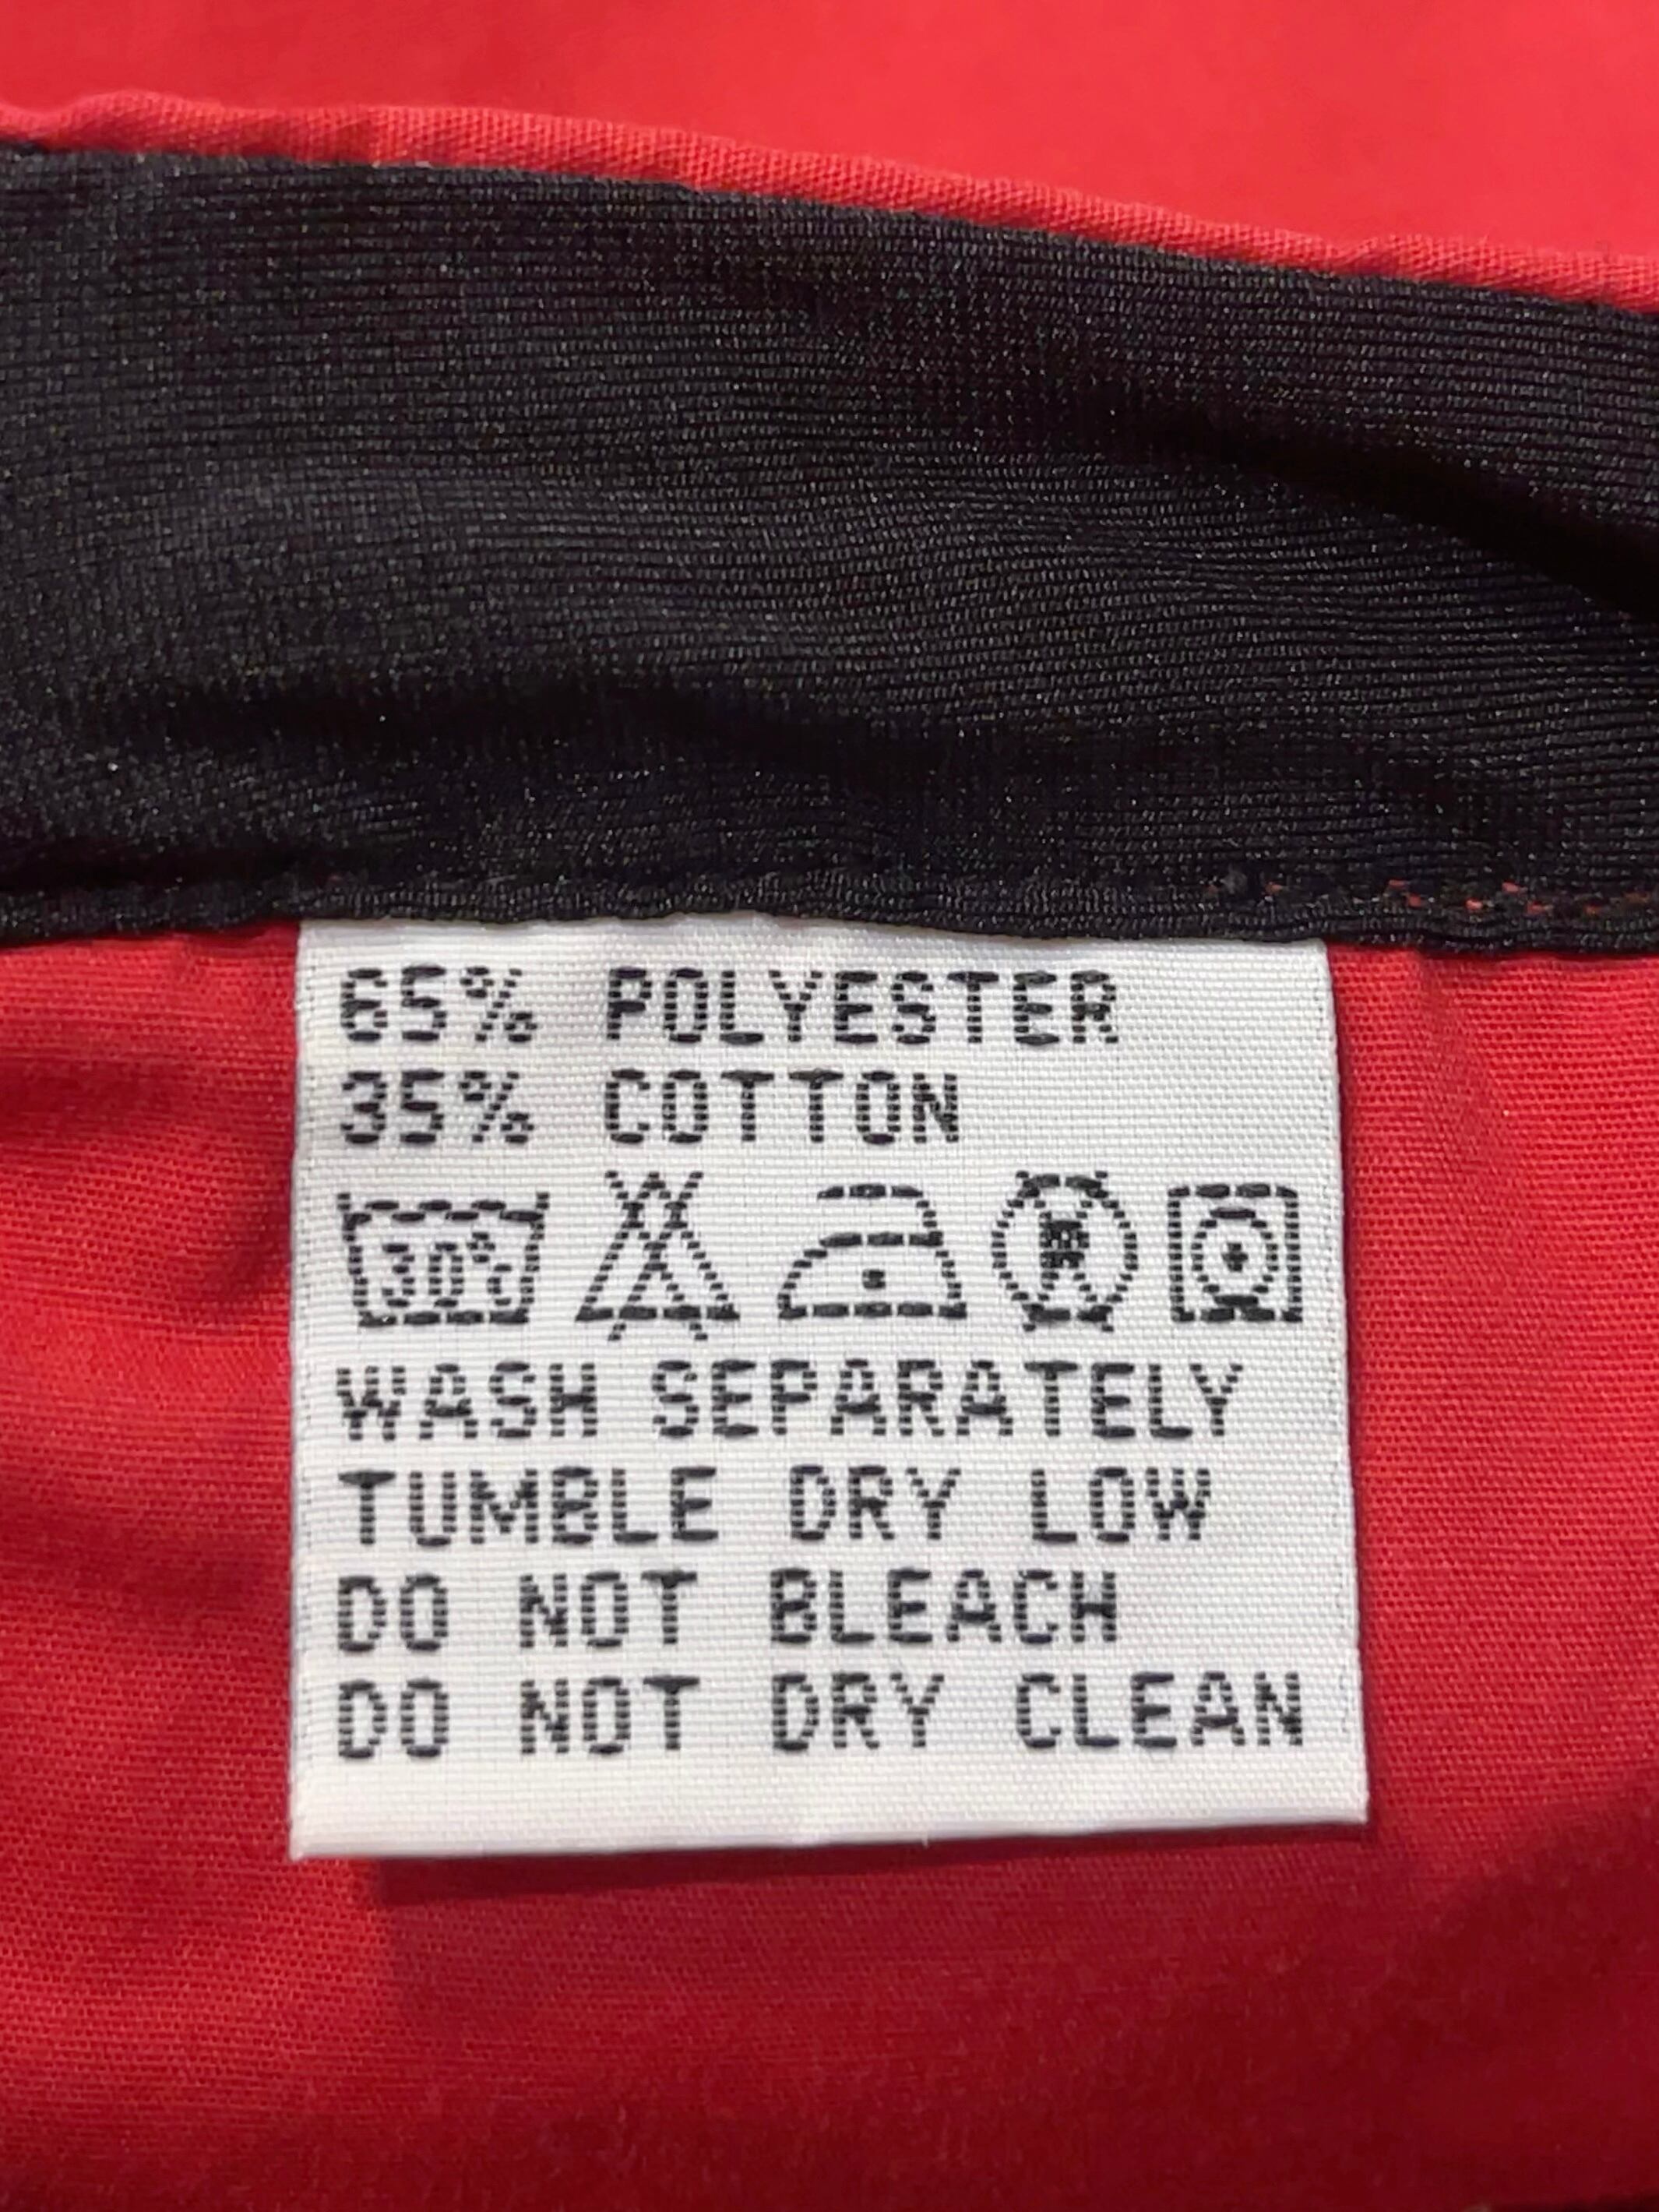 65% POLYESTER
35% COTTON
30°C
WASH SEPARATELY
TUMBLE DRY LOW
DO NOT BLEACH
DO NOT DRY CLEAN